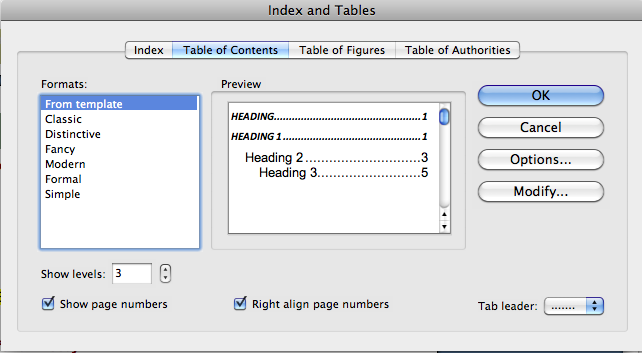 Index and Tables
Index Table of Contents Table of Figures Table of Authorities
Formats:
From template
Classic
Distinctive
Fancy
Modern
Formal
Simple
Preview
HEADING................................................1
HEADING 1..............................................1
Heading 2.............................3
Heading 3..........................5
OK
Cancel
Options...
Modify...
Show levels: 3
Show page numbers
Right align page numbers
Tab leader: .......